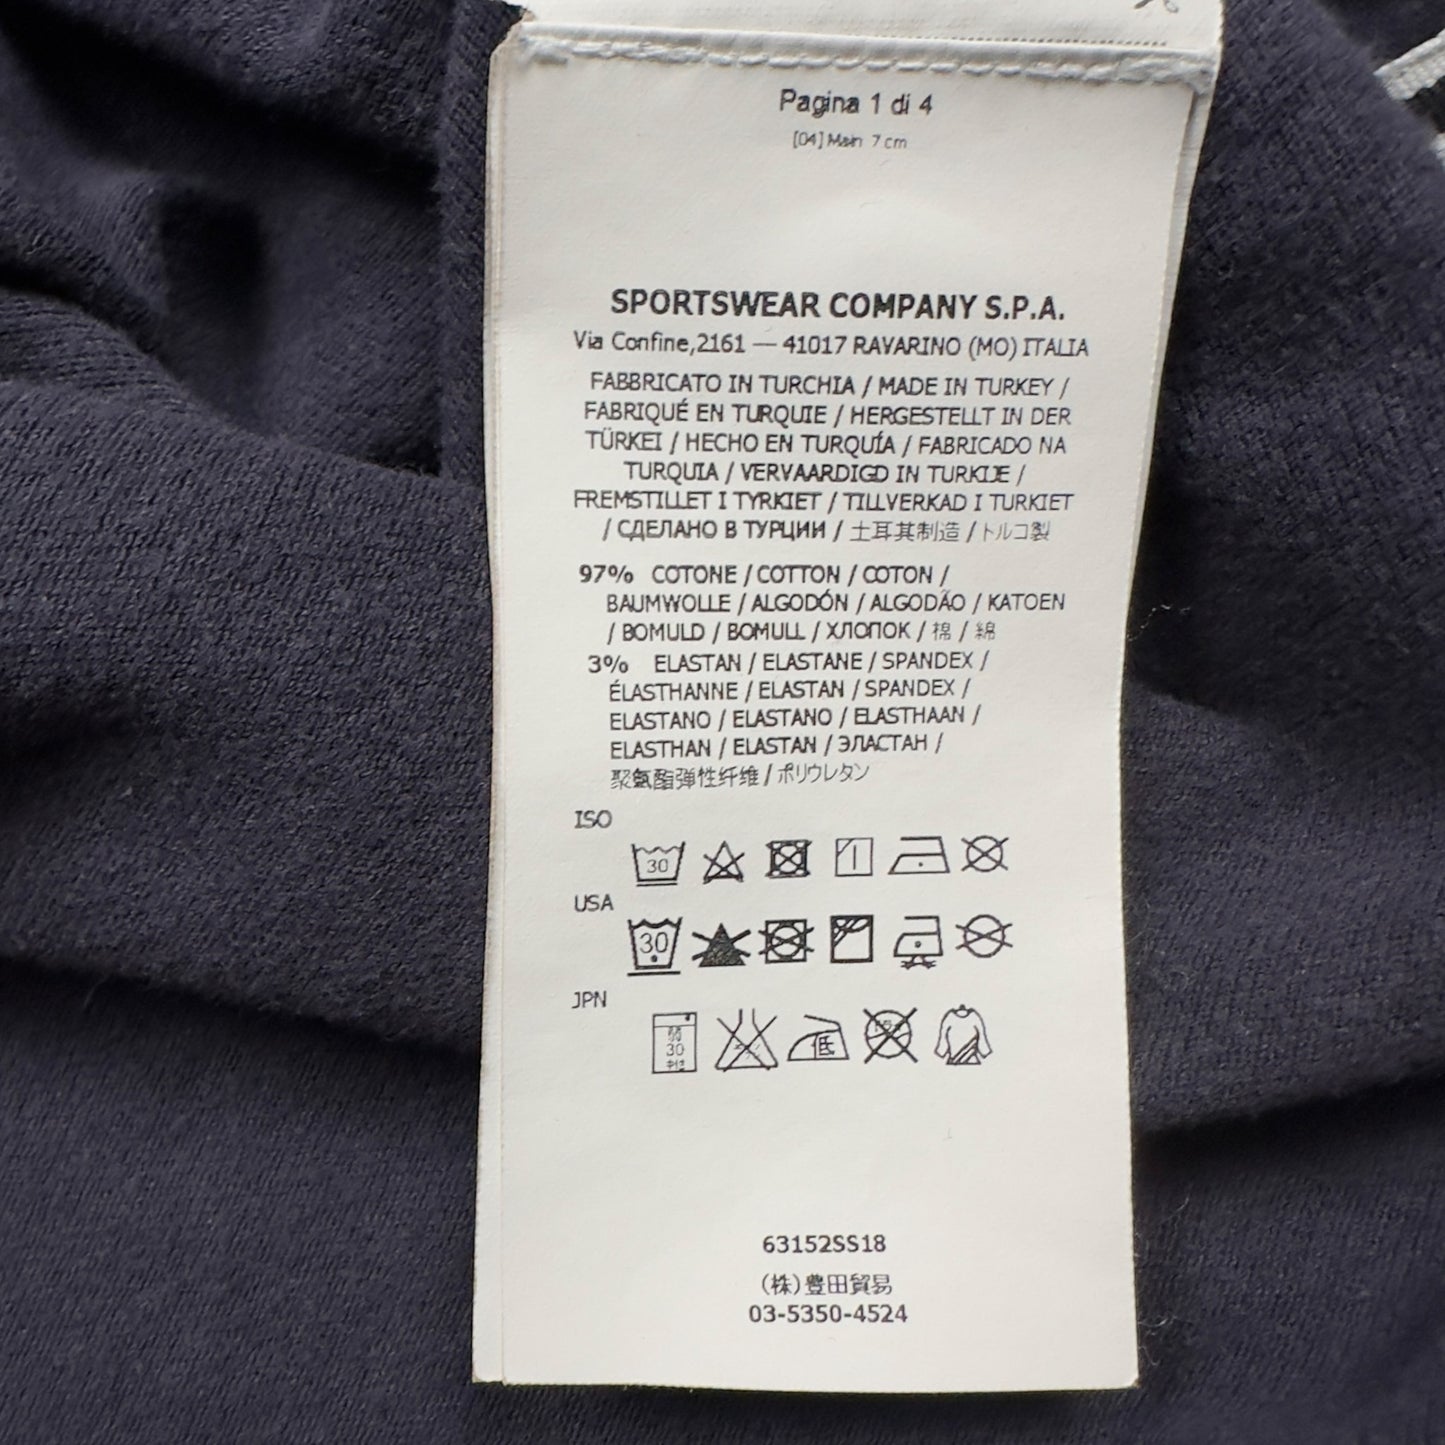 Pagina 1 di 4
[04] Main 7 cm
SPORTSWEAR COMPANY S.P.A.
Via Confine,2161 — 41017 RAVARINO (MO) ITALIA
FABBRICATO IN TURCHIA / MADE IN TURKEY /
FABRIQUÉ EN TURQUIE / HERGESTELLT IN DER
TÜRKEI / HECHO EN TURQUÍA / FABRICADO NA
TURQUIA / VERVAARDIGD IN TURKIJE /
FREMSTILLET I TYRKIET / TILLVERKAD I TURKIET
/ СДЕЛАНО В ТУРЦИИ / 土耳其制造 / トルコ製
97% COTONE / COTTON / COTON /
BAUMWOLLE / ALGODÓN / ALGODÃO / KATOEN
/ BOMULD / BOMULL / ХЛОПОК / 棉 / 綿
3% ELASTAN / ELASTANE / SPANDEX /
ÉLASTHANNE / ELASTAN / SPANDEX /
ELASTANO / ELASTANO / ELASTHAAN /
ELASTHAN / ELASTAN / ЭЛАСТАН /
聚氨酯弹性纤维 / ポリウレタン
ISO
30
USA
30
JPN
弱
30
中性
低
63152SS18
(株)豊田貿易
03-5350-4524